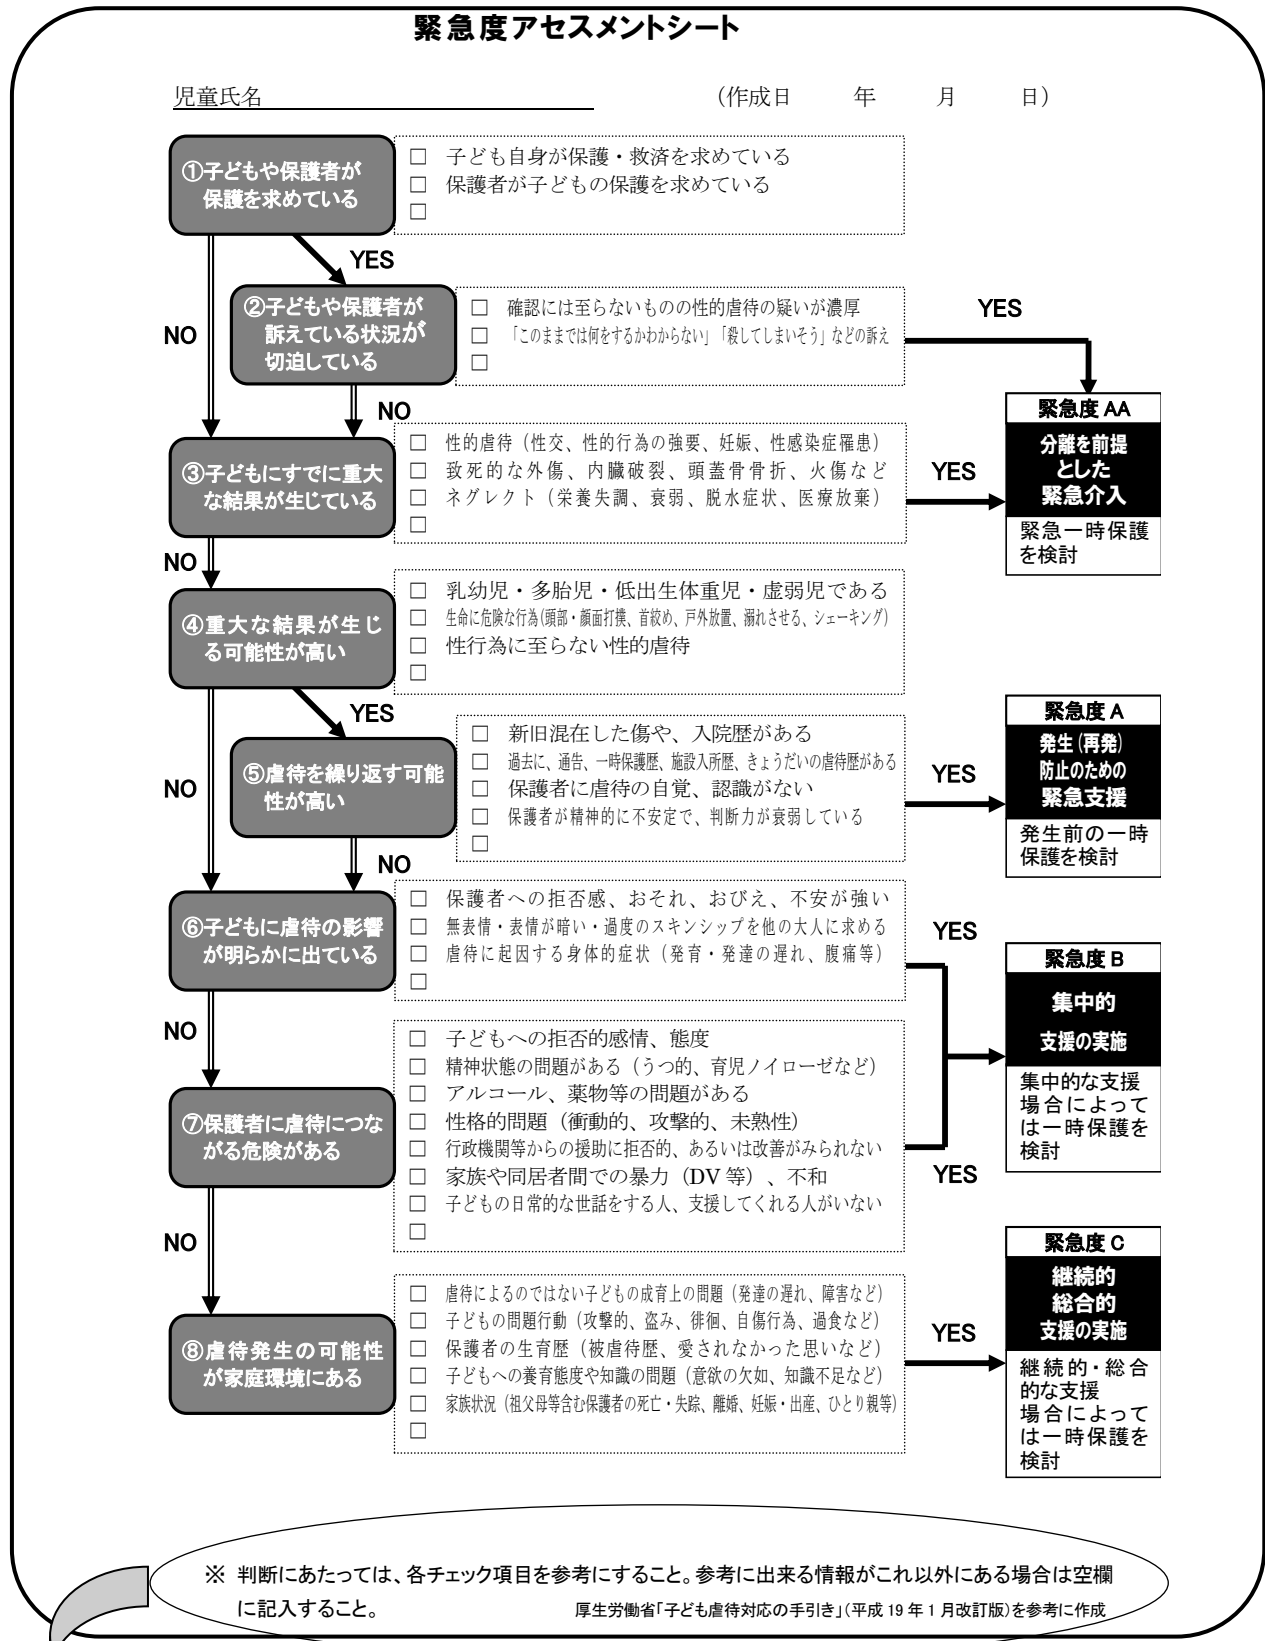 緊急度アセスメントシート
児童氏名 （作成日 年 月 日）
①子どもや保護者が
保護を求めている
□ 子ども自身が保護・救済を求めている
□ 保護者が子どもの保護を求めている
□
YES
NO
②子どもや保護者が
訴えている状況が
切迫している
□ 確認には至らないものの性的虐待の疑いが濃厚
□ 「このままでは何をするかわからない」「殺してしまいそう」などの訴え
□
YES
NO
緊急度 AA
分離を前提
とした
緊急介入
緊急一時保護
を検討
③子どもにすでに重大
な結果が生じている
□ 性的虐待（性交、性的行為の強要、妊娠、性感染症罹患）
□ 致死的な外傷、内臓破裂、頭蓋骨骨折、火傷など
□ ネグレクト（栄養失調、衰弱、脱水症状、医療放棄）
□
YES
NO
④重大な結果が生じ
る可能性が高い
□ 乳幼児・多胎児・低出生体重児・虚弱児である
□ 生命に危険な行為(頭部・顔面打撲、首絞め、戸外放置、溺れさせる、シェーキング)
□ 性行為に至らない性的虐待
□
YES
NO
⑤虐待を繰り返す可能
性が高い
□ 新旧混在した傷や、入院歴がある
□ 過去に、通告、一時保護歴、施設入所歴、きょうだいの虐待歴がある
□ 保護者に虐待の自覚、認識がない
□ 保護者が精神的に不安定で、判断力が衰弱している
□
YES
NO
緊急度 A
発生（再発）
防止のための
緊急支援
発生前の一時
保護を検討
⑥子どもに虐待の影響
が明らかに出ている
□ 保護者への拒否感、おそれ、おびえ、不安が強い
□ 無表情・表情が暗い・過度のスキンシップを他の大人に求める
□ 虐待に起因する身体的症状（発育・発達の遅れ、腹痛等）
□
YES
NO
緊急度 B
集中的
支援の実施
集中的な支援
場合によって
は一時保護を
検討
⑦保護者に虐待につな
がる危険がある
□ 子どもへの拒否的感情、態度
□ 精神状態の問題がある（うつ的、育児ノイローゼなど）
□ アルコール、薬物等の問題がある
□ 性格的問題（衝動的、攻撃的、未熟性）
□ 行政機関等からの援助に拒否的、あるいは改善がみられない
□ 家族や同居者間での暴力（DV 等）、不和
□ 子どもの日常的な世話をする人、支援してくれる人がいない
□
YES
NO
⑧虐待発生の可能性
が家庭環境にある
□ 虐待によるのではない子どもの成育上の問題（発達の遅れ、障害など）
□ 子どもの問題行動（攻撃的、盗み、徘徊、自傷行為、過食など）
□ 保護者の生育歴（被虐待歴、愛されなかった思いなど）
□ 子どもへの養育態度や知識の問題（意欲の欠如、知識不足など）
□ 家族状況（祖父母等含む保護者の死亡・失踪、離婚、妊娠・出産、ひとり親等）
□
YES
緊急度 C
継続的
総合的
支援の実施
継続的・総合
的な支援
場合によって
は一時保護を
検討
※ 判断にあたっては、各チェック項目を参考にすること。参考に出来る情報がこれ以外にある場合は空欄
に記入すること。 厚生労働省「子ども虐待対応の手引き」（平成 19 年 1 月改訂版）を参考に作成